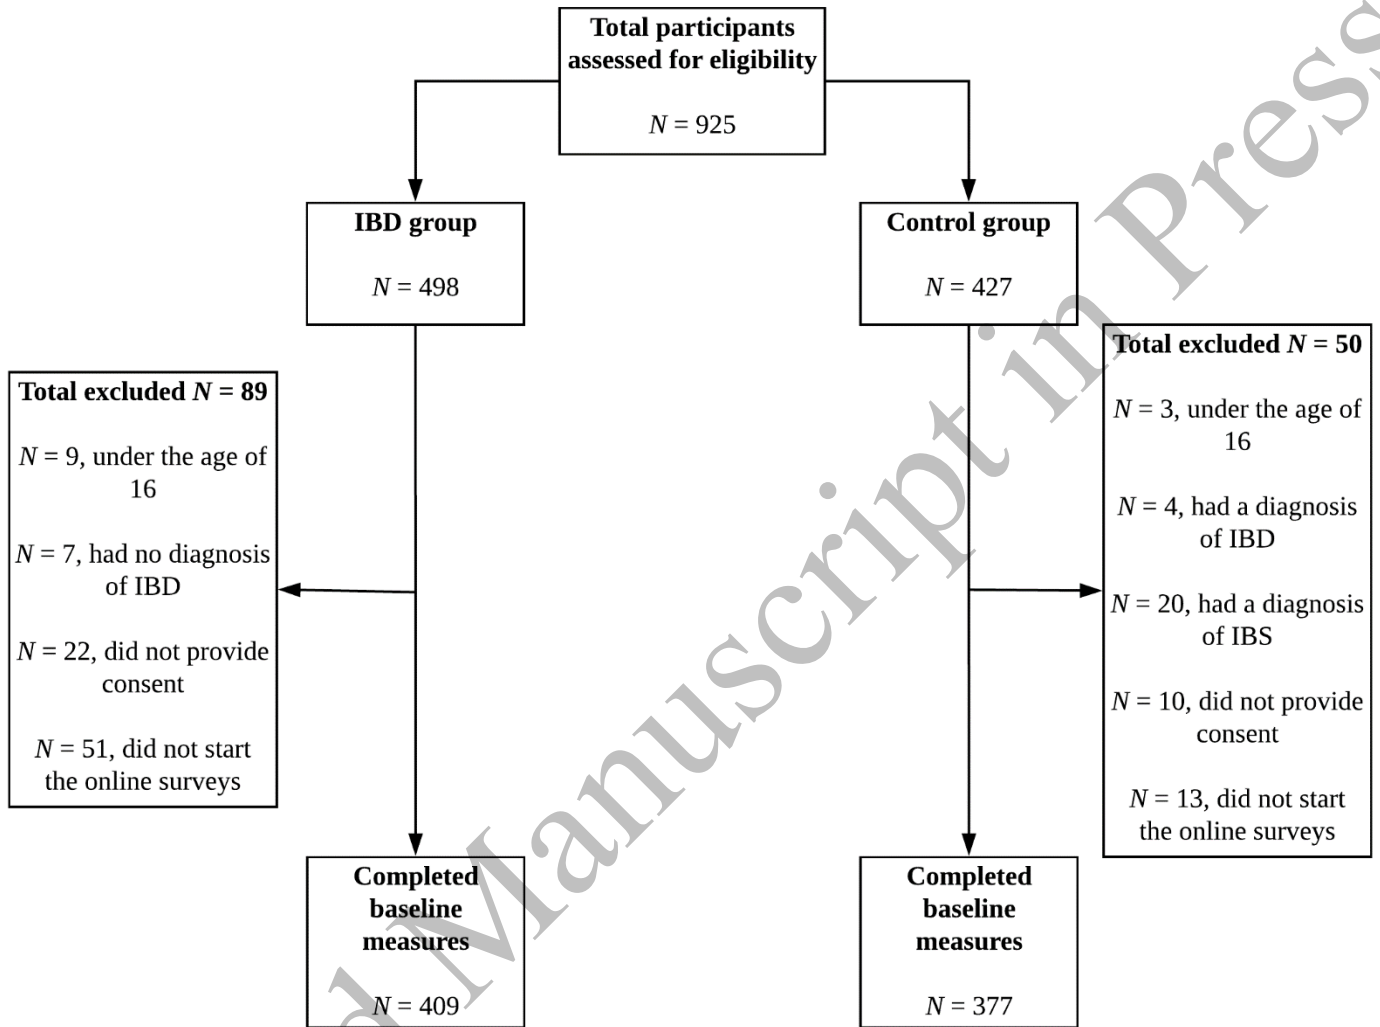 Total participants
assessed for eligibility
N = 925
IBD group
N = 498
Control group
N = 427
Total excluded N = 89
N = 9, under the age of
16
N = 7, had no diagnosis
of IBD
N = 22, did not provide
consent
N = 51, did not start
the online surveys
Total excluded N = 50
N = 3, under the age of
16
N = 4, had a diagnosis
of IBD
N = 20, had a diagnosis
of IBS
N = 10, did not provide
consent
N = 13, did not start
the online surveys
Completed
baseline
measures
N = 409
Completed
baseline
measures
N = 377
Manuscript in Press